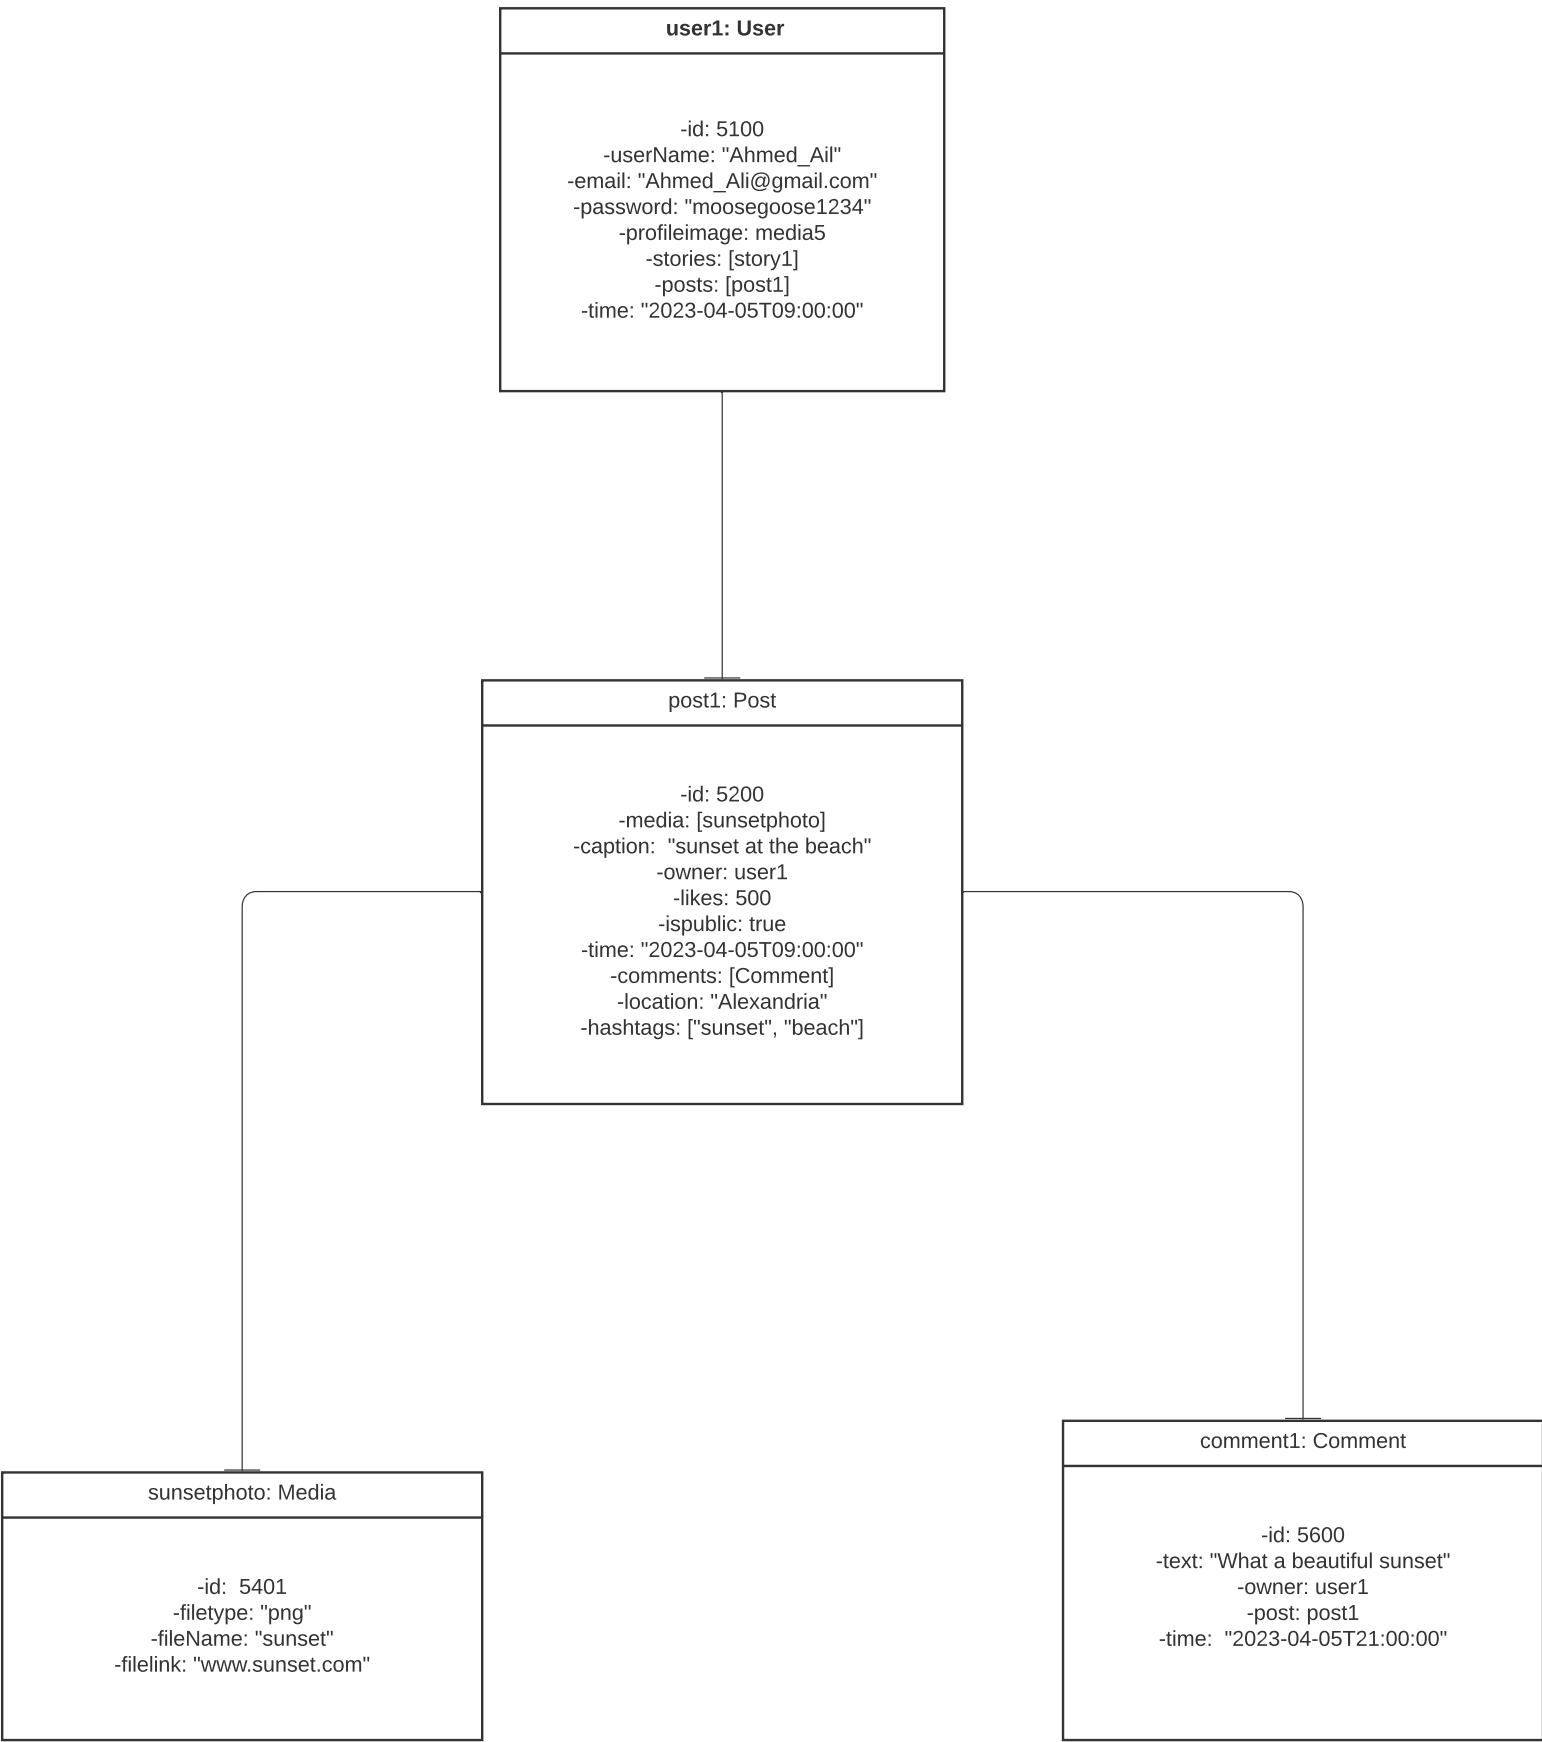 user1: User
-id: 5100
-userName: "Ahmed_Ail"
-email: "Ahmed_Ali@gmail.com"
-password: "moosegoose1234"
-profileimage: media5
-stories: [story1]
-posts: [post1]
-time: "2023-04-05T09:00:00"
post1: Post
-id: 5200
-media: [sunsetphoto]
-caption:  "sunset at the beach"
-owner: user1
-likes: 500
-ispublic: true
-time: "2023-04-05T09:00:00"
-comments: [Comment]
-location: "Alexandria"
-hashtags: ["sunset", "beach"]
sunsetphoto: Media
-id:  5401
-filetype: "png"
-fileName: "sunset"
-filelink: "www.sunset.com"
comment1: Comment
-id: 5600
-text: "What a beautiful sunset"
-owner: user1
-post: post1
-time:  "2023-04-05T21:00:00"